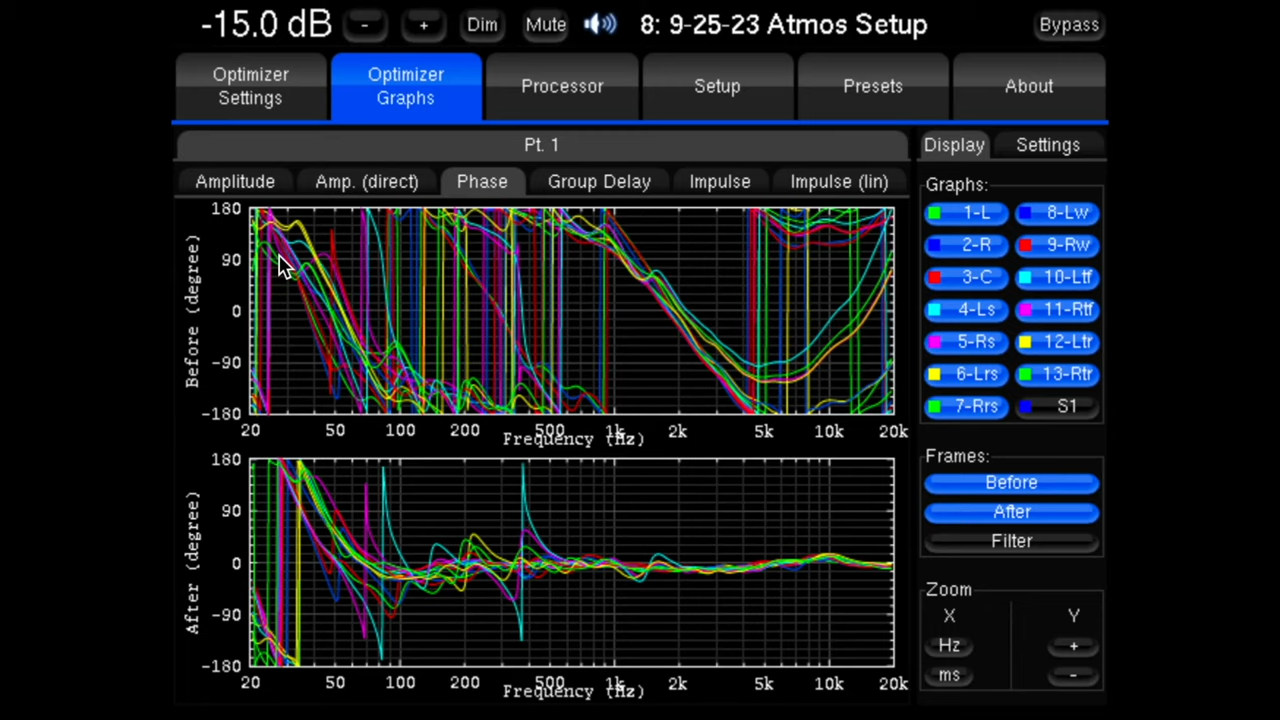 -15.0 dB - + Dim Mute 8: 9-25-23 Atmos Setup Bypass
Optimizer Settings Optimizer Graphs Processor Setup Presets About
Pt. 1 Display Settings
Amplitude Amp. (direct) Phase Group Delay Impulse Impulse (lin)
Graphs:
1-L 8-Lw
2-R 9-Rw
3-C 10-Ltf
4-Ls 11-Rtf
5-Rs 12-Ltr
6-Lrs 13-Rtr
7-Rrs S1
Before (degree)
180
90
0
-90
-180
20 50 100 200 500 1k 2k 5k 10k 20k
Frequency (Hz)
After (degree)
180
90
0
-90
-180
20 50 100 200 500 1k 2k 5k 10k 20k
Frequency (Hz)
Frames:
Before
After
Filter
Zoom
X Y
Hz +
ms -